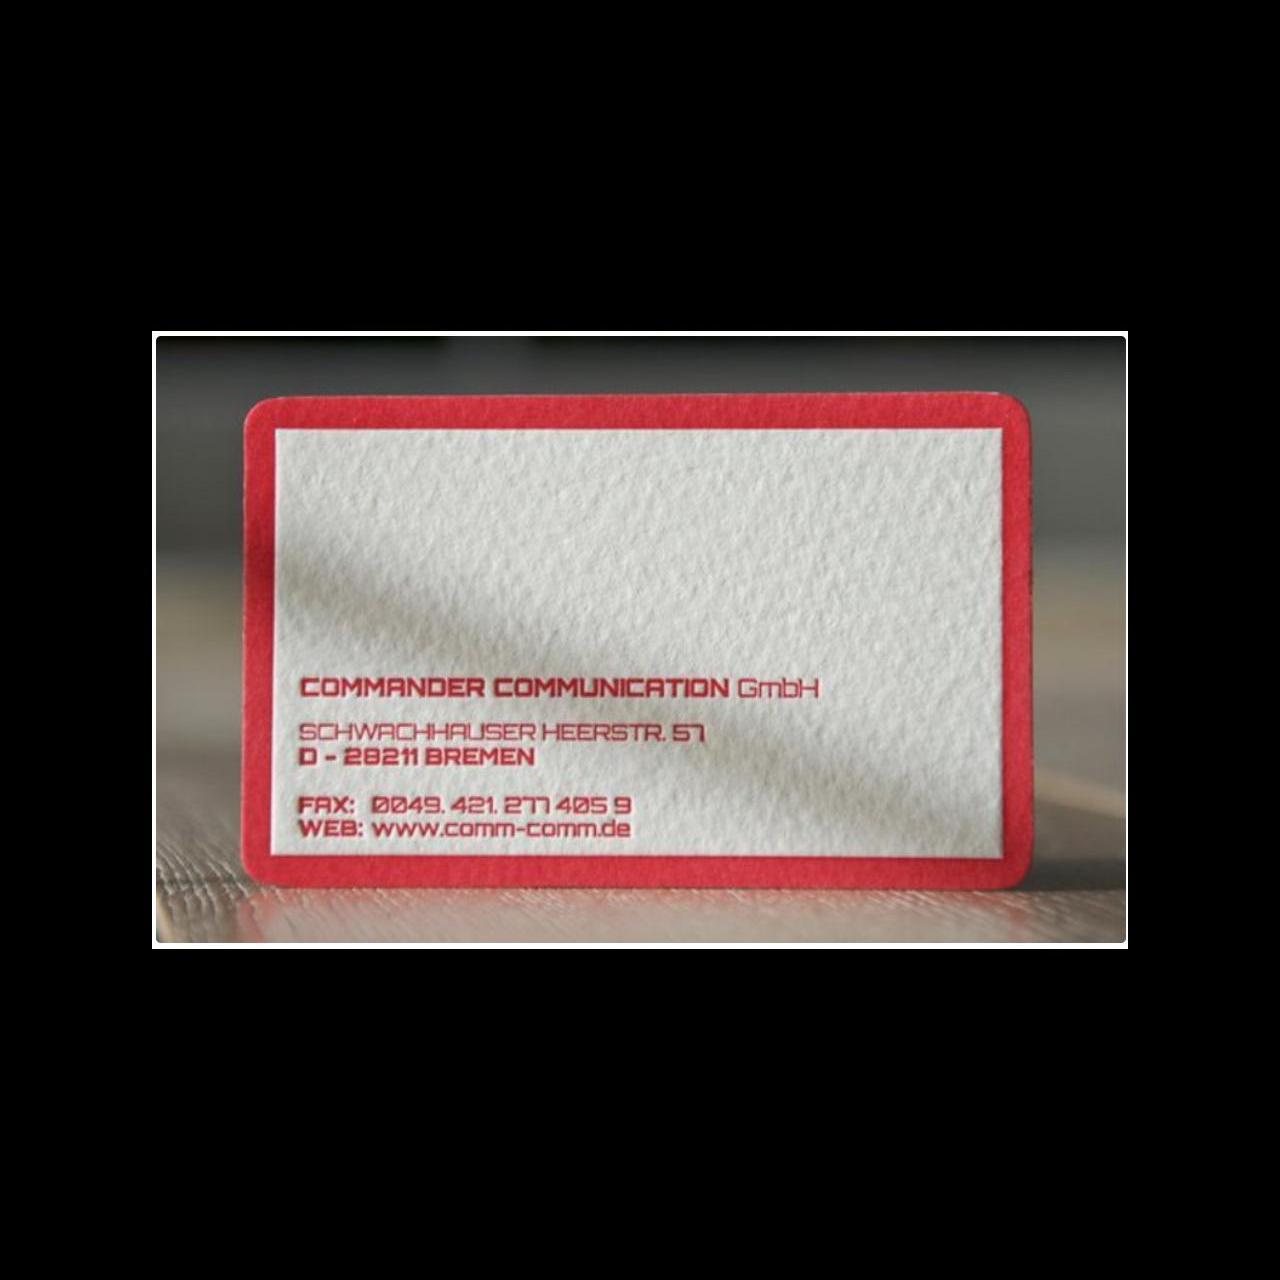 COMMANDER COMMUNICATION GmbH
SCHWACHHAUSER HEERSTR. 57
D - 28211 BREMEN
FAX: 0049. 421. 277 405 9
WEB: www.comm-comm.de